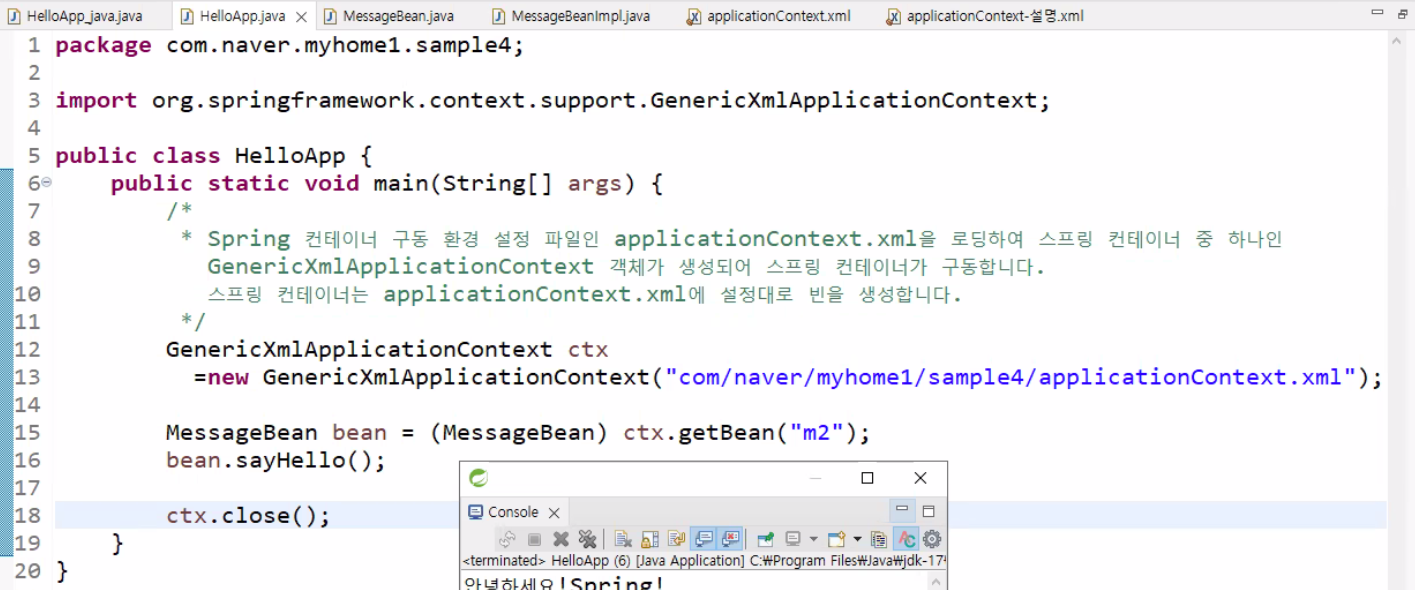 HelloApp_java.java HelloApp.java MessageBean.java MessageBeanImpl.java applicationContext.xml applicationContext-설명.xml
1 package com.naver.myhome1.sample4;
2
3 import org.springframework.context.support.GenericXmlApplicationContext;
4
5 public class HelloApp {
6 public static void main(String[] args) {
7 /*
8 * Spring 컨테이너 구동 환경 설정 파일인 applicationContext.xml을 로딩하여 스프링 컨테이너 중 하나인
9 GenericXmlApplicationContext 객체가 생성되어 스프링 컨테이너가 구동합니다.
10 스프링 컨테이너는 applicationContext.xml에 설정대로 빈을 생성합니다.
11 */
12 GenericXmlApplicationContext ctx
13 =new GenericXmlApplicationContext("com/naver/myhome1/sample4/applicationContext.xml");
14
15 MessageBean bean = (MessageBean) ctx.getBean("m2");
16 bean.sayHello();
17
18 ctx.close();
19 }
20 }
Console
<terminated> HelloApp (6) [Java Application] C:₩Program Files₩Java₩jdk-17
안녕하세요!Spring!